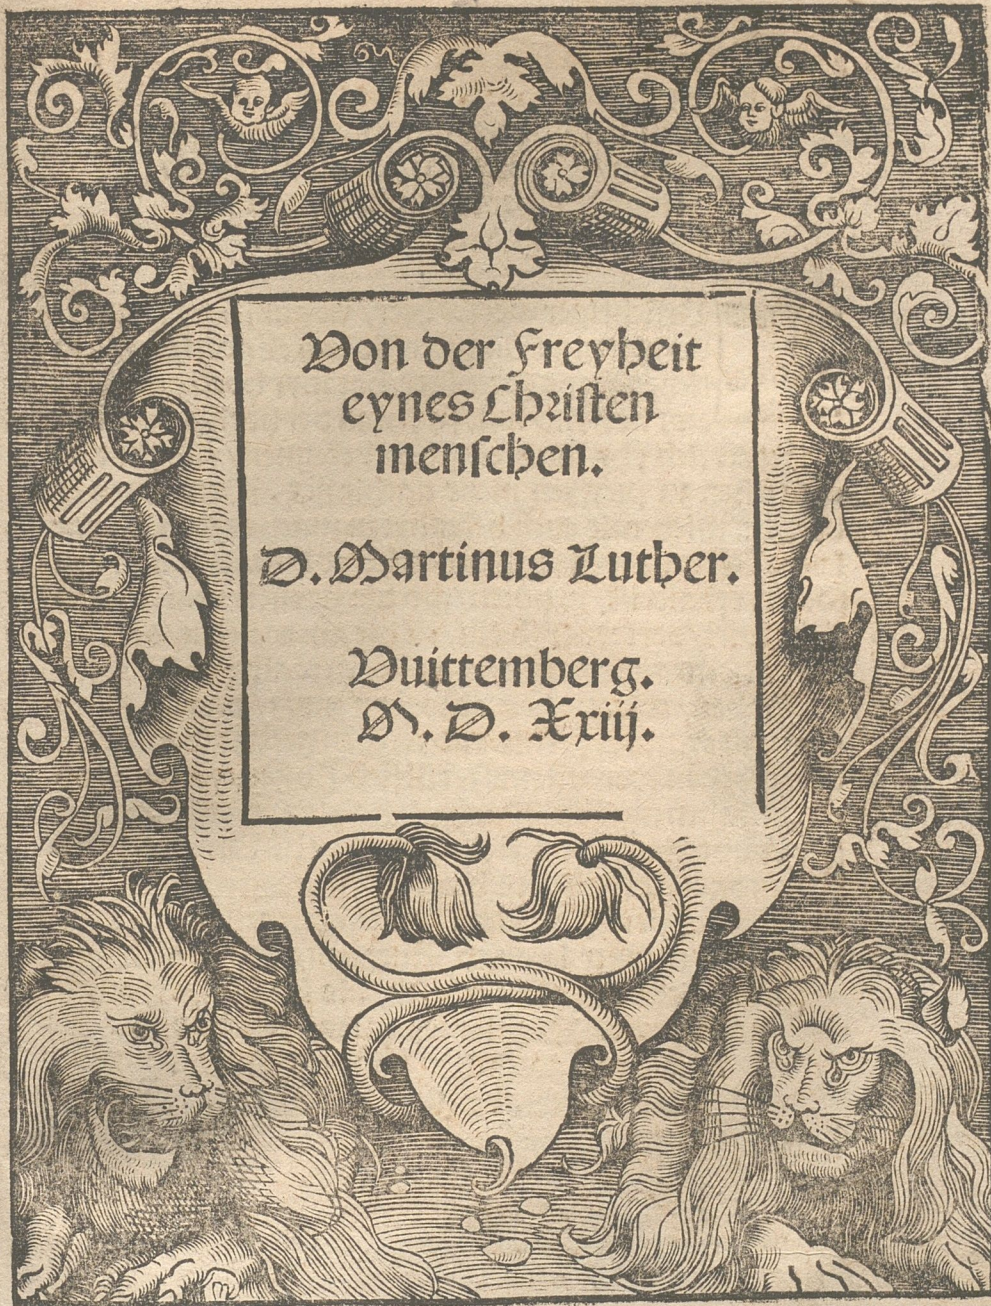 Von der Freyheit
eynes Christen
menschen.
D. Martinus Luther.
Vuittemberg.
M. D. Xxiij.